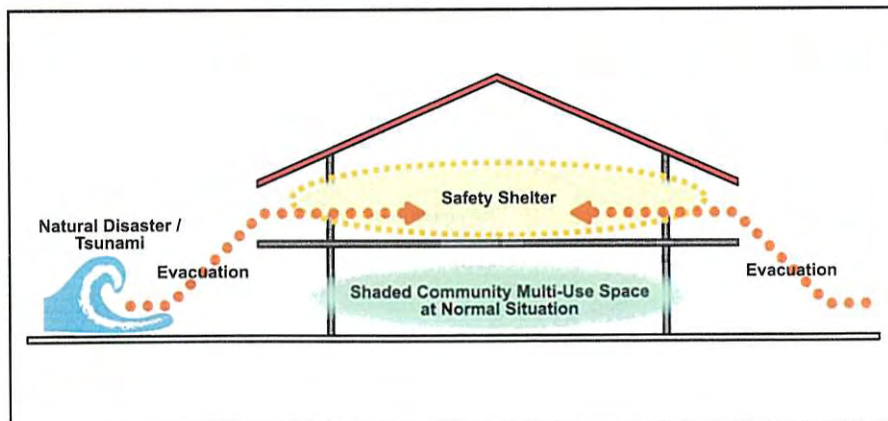 Safety Shelter
Natural Disaster /
Tsunami
Evacuation
Evacuation
Shaded Community Multi-Use Space
at Normal Situation